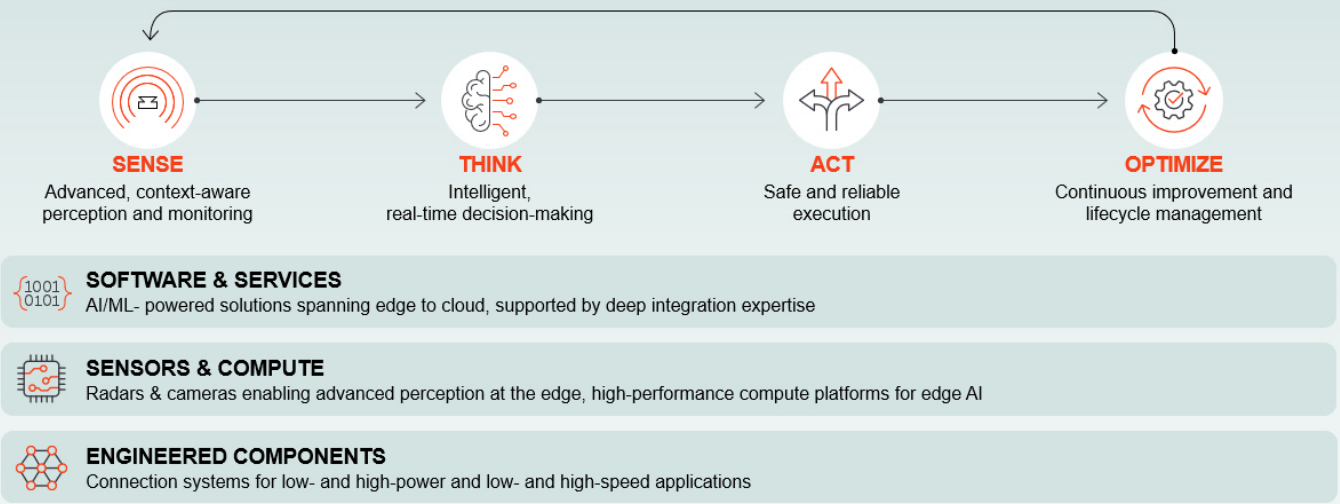 SENSE
Advanced, context-aware
perception and monitoring
THINK
Intelligent,
real-time decision-making
ACT
Safe and reliable
execution
OPTIMIZE
Continuous improvement and
lifecycle management
{1001
0101}
SOFTWARE & SERVICES
AI/ML- powered solutions spanning edge to cloud, supported by deep integration expertise
SENSORS & COMPUTE
Radars & cameras enabling advanced perception at the edge, high-performance compute platforms for edge AI
ENGINEERED COMPONENTS
Connection systems for low- and high-power and low- and high-speed applications